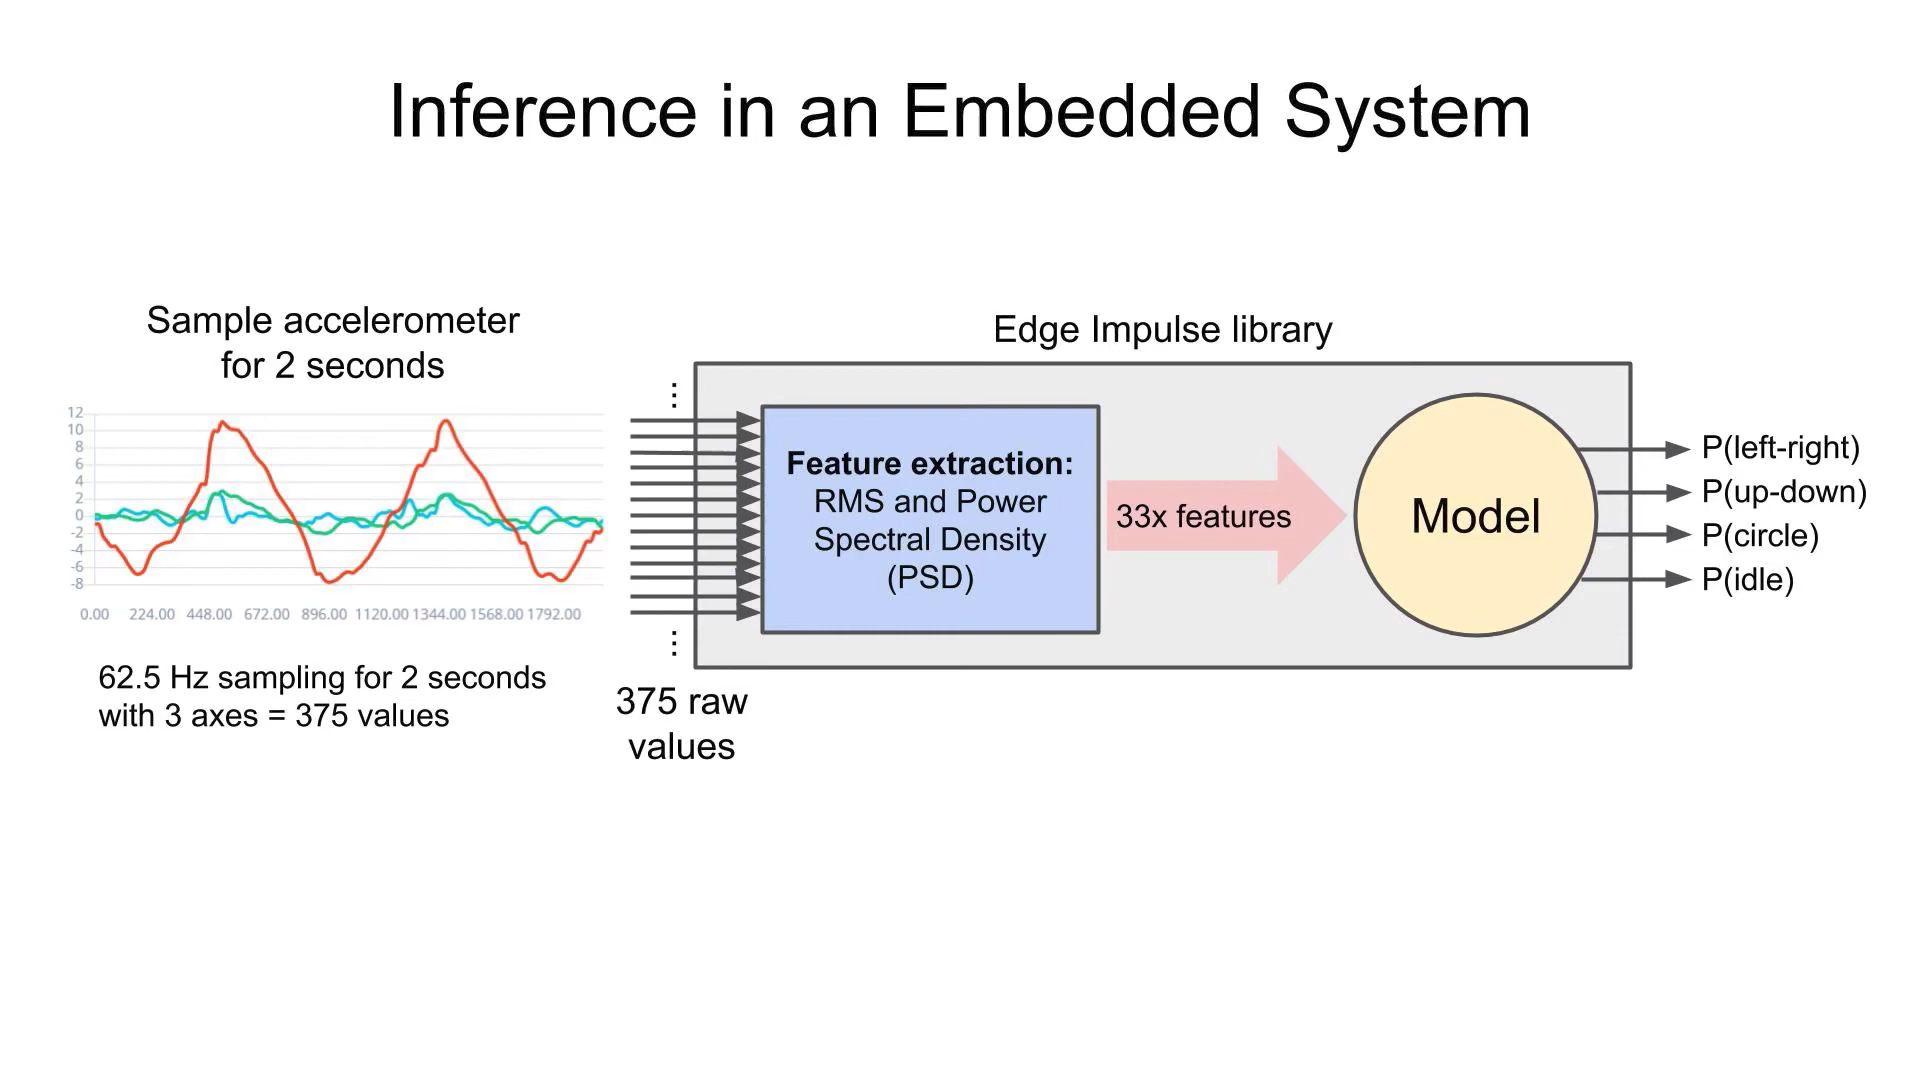 Inference in an Embedded System
Sample accelerometer
for 2 seconds
12
10
8
6
4
2
0
-2
-4
-6
-8
0.00 224.00 448.00 672.00 896.00 1120.00 1344.00 1568.00 1792.00
62.5 Hz sampling for 2 seconds
with 3 axes = 375 values
...
...
375 raw
values
Edge Impulse library
Feature extraction:
RMS and Power
Spectral Density
(PSD)
33x features
Model
P(left-right)
P(up-down)
P(circle)
P(idle)